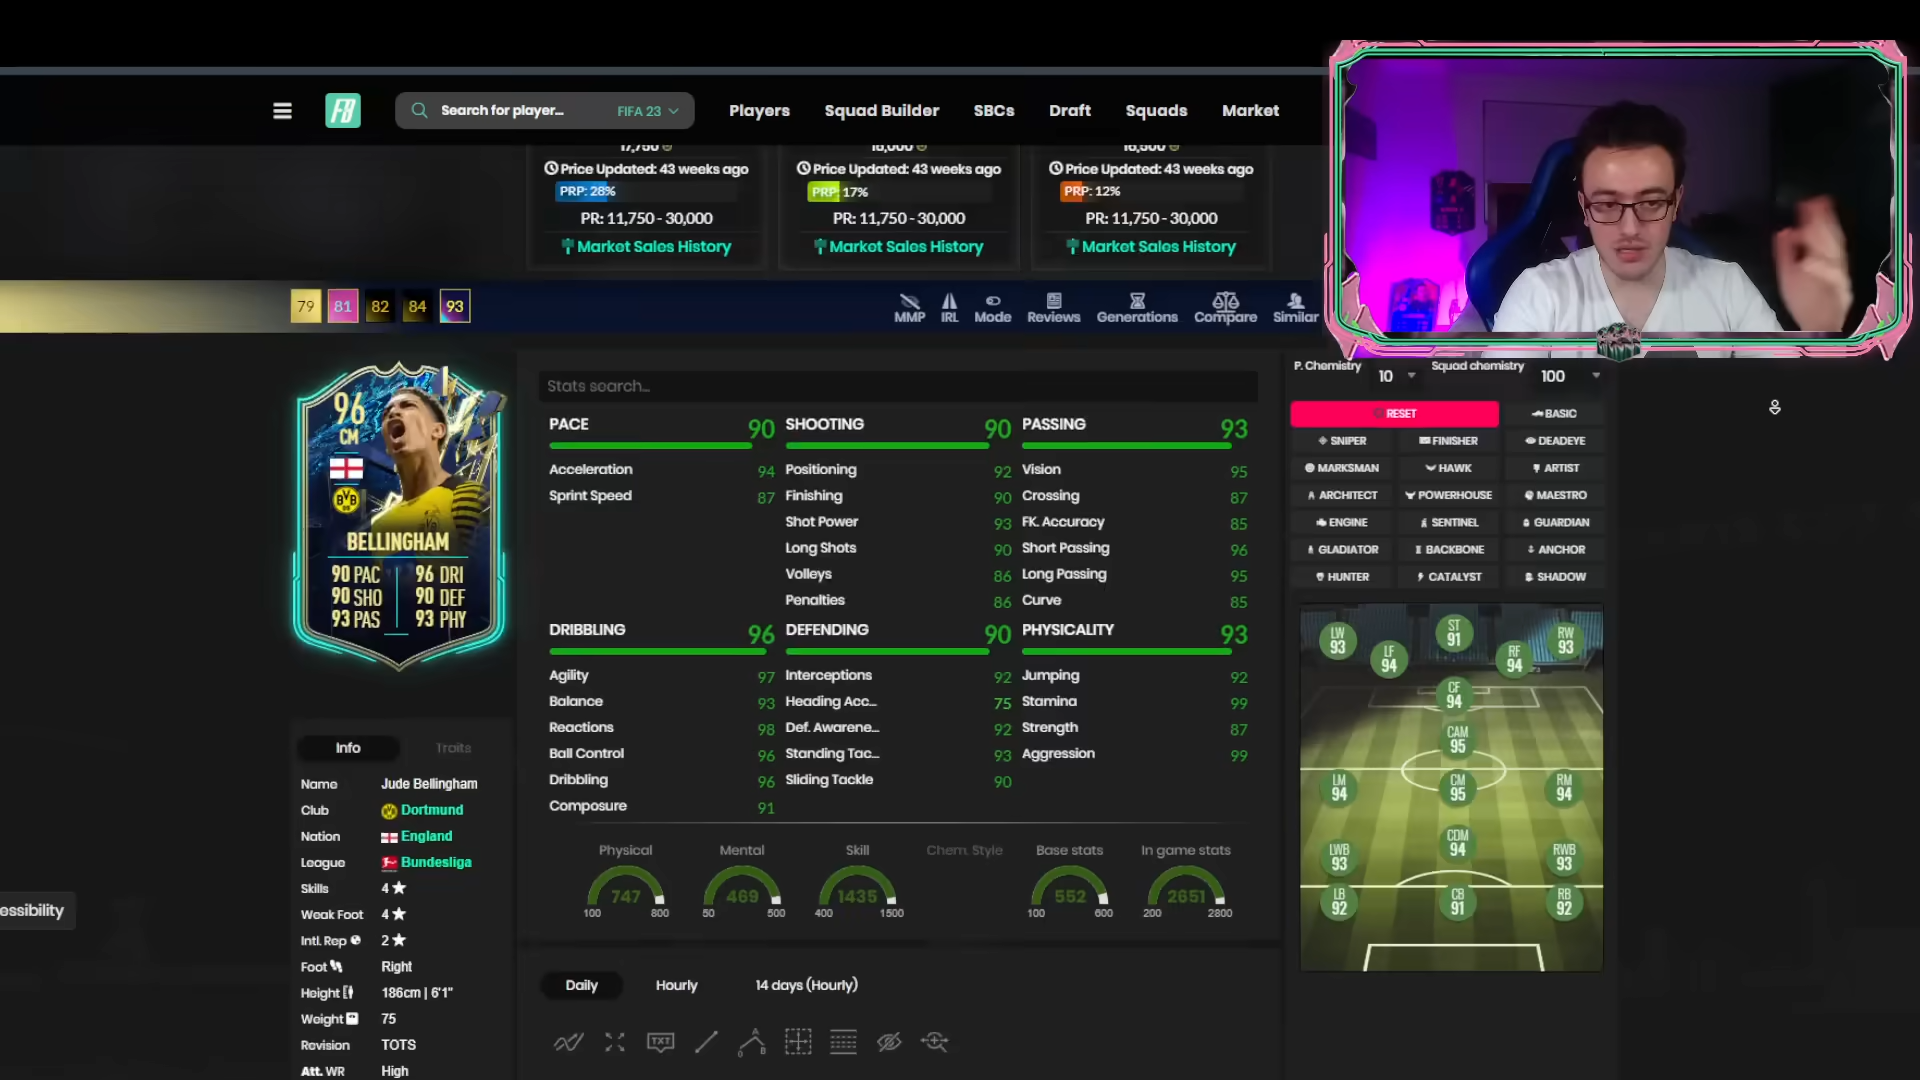 FB
Search for player...
FIFA 23
Players
Squad Builder
SBCs
Draft
Squads
Market
17,750
16,000
16,500
Price Updated: 43 weeks ago
Price Updated: 43 weeks ago
Price Updated: 43 weeks ago
PRP: 28%
PRP: 17%
PRP: 12%
PR: 11,750 - 30,000
PR: 11,750 - 30,000
PR: 11,750 - 30,000
Market Sales History
Market Sales History
Market Sales History
79
81
82
84
93
MMP
IRL
Mode
Reviews
Generations
Compare
Similar
96
CM
BELLINGHAM
90 PAC
96 DRI
90 SHO
90 DEF
93 PAS
93 PHY
Stats search...
PACE 90
Acceleration 94
Sprint Speed 87
SHOOTING 90
Positioning 92
Finishing 90
Shot Power 93
Long Shots 90
Volleys 86
Penalties 86
PASSING 93
Vision 95
Crossing 87
FK. Accuracy 85
Short Passing 96
Long Passing 95
Curve 85
DRIBBLING 96
Agility 97
Balance 93
Reactions 98
Ball Control 96
Dribbling 96
Composure 91
DEFENDING 90
Interceptions 92
Heading Acc... 75
Def. Awarene... 92
Standing Tac... 93
Sliding Tackle 90
PHYSICALITY 93
Jumping 92
Stamina 99
Strength 87
Aggression 99
Physical
747
100 800
Mental
469
50 500
Skill
1435
400 1500
Chem. Style
Base stats
552
100 600
In game stats
2651
200 2800
Daily
Hourly
14 days (Hourly)
TXT
A
0 B
P. Chemistry
10
Squad chemistry
100
RESET
BASIC
SNIPER
FINISHER
DEADEYE
MARKSMAN
HAWK
ARTIST
ARCHITECT
POWERHOUSE
MAESTRO
ENGINE
SENTINEL
GUARDIAN
GLADIATOR
BACKBONE
ANCHOR
HUNTER
CATALYST
SHADOW
LW
93
LF
94
ST
91
RF
94
RW
93
CF
94
CAM
95
LM
94
CM
95
RM
94
LWB
93
CDM
94
RWB
93
LB
92
CB
91
RB
92
Info
Traits
Name Jude Bellingham
Club Dortmund
Nation England
League Bundesliga
Skills 4
Weak Foot 4
Intl. Rep 2
Foot Right
Height 186cm | 6'1"
Weight 75
Revision TOTS
Att. WR High
essibility